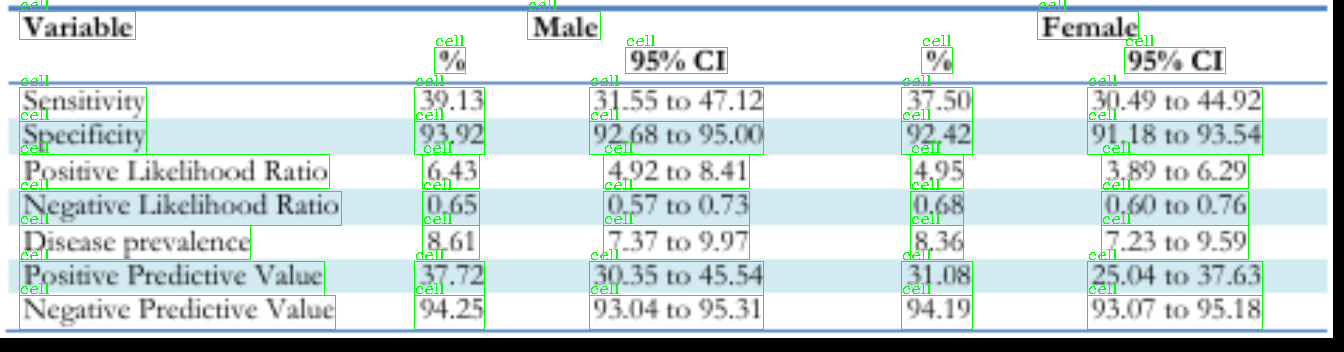 Variable Male Female
% 95% CI % 95% CI
Sensitivity 39.13 31.55 to 47.12 37.50 30.49 to 44.92
Specificity 93.92 92.68 to 95.00 92.42 91.18 to 93.54
Positive Likelihood Ratio 6.43 4.92 to 8.41 4.95 3.89 to 6.29
Negative Likelihood Ratio 0.65 0.57 to 0.73 0.68 0.60 to 0.76
Disease prevalence 8.61 7.37 to 9.97 8.36 7.23 to 9.59
Positive Predictive Value 37.72 30.35 to 45.54 31.08 25.04 to 37.63
Negative Predictive Value 94.25 93.04 to 95.31 94.19 93.07 to 95.18